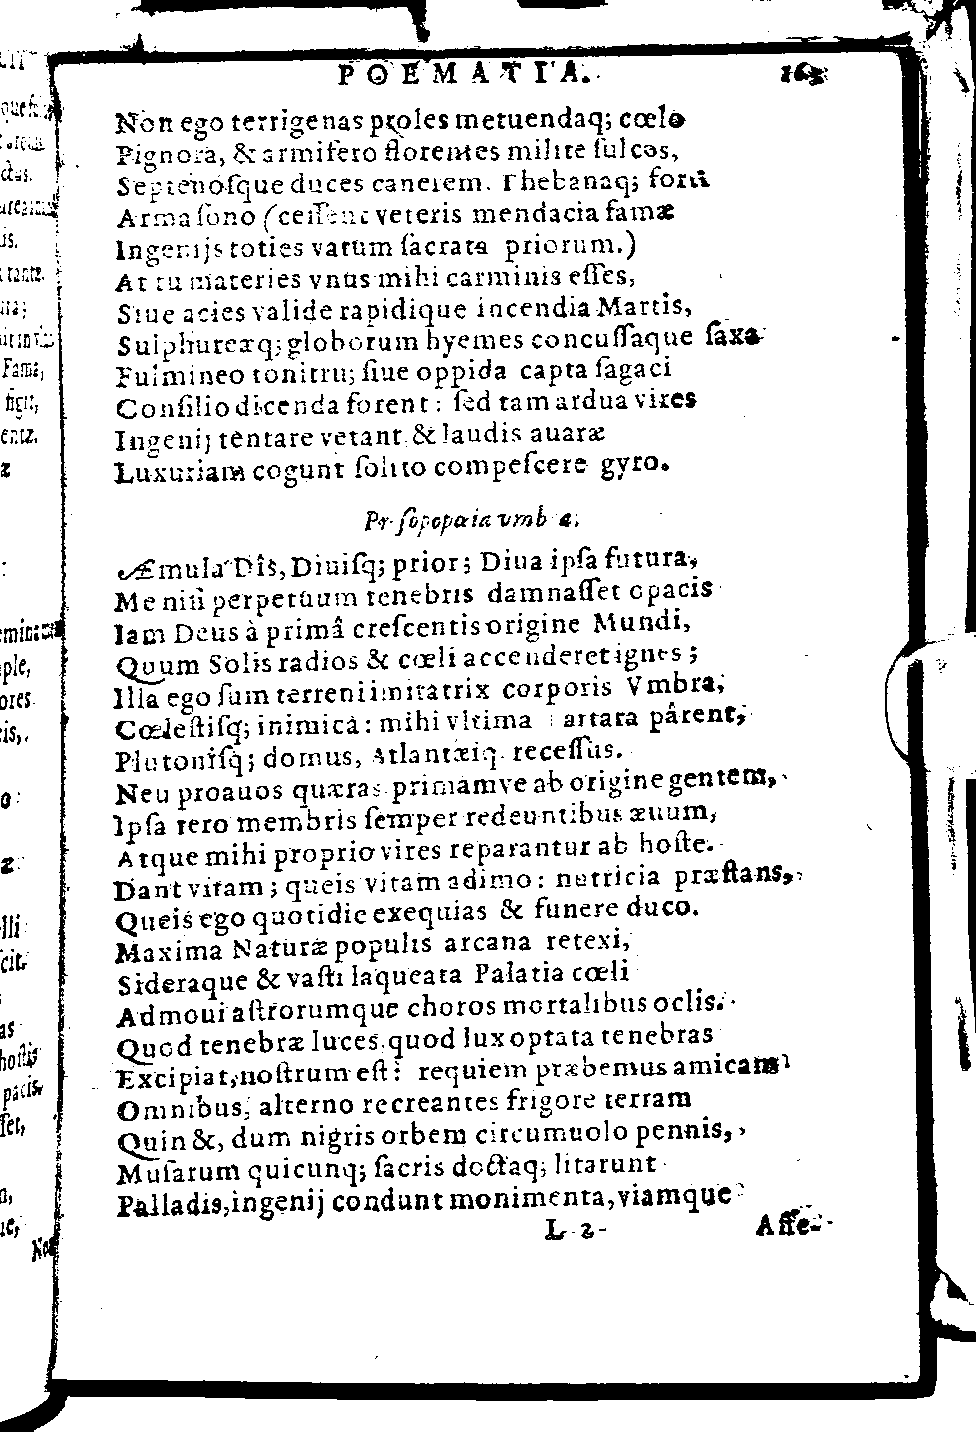 POEMATIA. 163
Non ego terrigenas proles metuendaq; cœlo
Pignora, & armifero florentes milite ſulcos,
Septenoſque duces canerem. Thebanaq; forti
Arma ſono (ceſſent veteris mendacia famæ
Ingenijs toties vatum ſacrata priorum.)
At tu materies vnus mihi carminis eſſes,
Siue acies valide rapidique incendia Martis,
Sulphureæq; globorum hyemes concuſſaque ſaxa
Fulmineo tonitru; ſiue oppida capta ſagaci
Conſilio dicenda forent: ſed tam ardua vires
Ingenij tentare vetant & laudis auaræ
Luxuriam cogunt ſolito compeſcere gyro.
Proſopopœia vmbræ.
Æmula Dîs, Diuiſq; prior; Diua ipſa futura,
Me niſi perpetuum tenebris damnaſſet opacis
Iam Deus à primâ creſcentis origine Mundi,
Quum Solis radios & cœli accenderet ignes;
Illa ego ſum terreni imitatrix corporis Vmbra,
Cœleſtiſq; inimica: mihi vltima Tartara pârent,
Plutoniſq; domus, Atlantæiq. receſſus.
Neu proauos quæras primamve ab origine gentem,
Ipſa fero membris ſemper redeuntibus æuum,
Atque mihi proprio vires reparantur ab hoſte.
Dant vitam; queis vitam adimo: nutricia præſtans,
Queis ego quotidie exequias & funere duco.
Maxima Naturæ populis arcana retexi,
Sideraque & vaſti laqueata Palatia cœli
Admoui aſtrorumque choros mortalibus oclis.
Quod tenebræ luces, quod lux optata tenebras
Excipiat, noſtrum eſt: requiem præbemus amicam
Omnibus, alterno recreantes frigore terram
Quin &, dum nigris orbem circumuolo pennis,
Muſarum quicunq; ſacris doctaq; litarunt
Palladis, ingenij condunt monimenta, viamque
L 2 Aſſe-